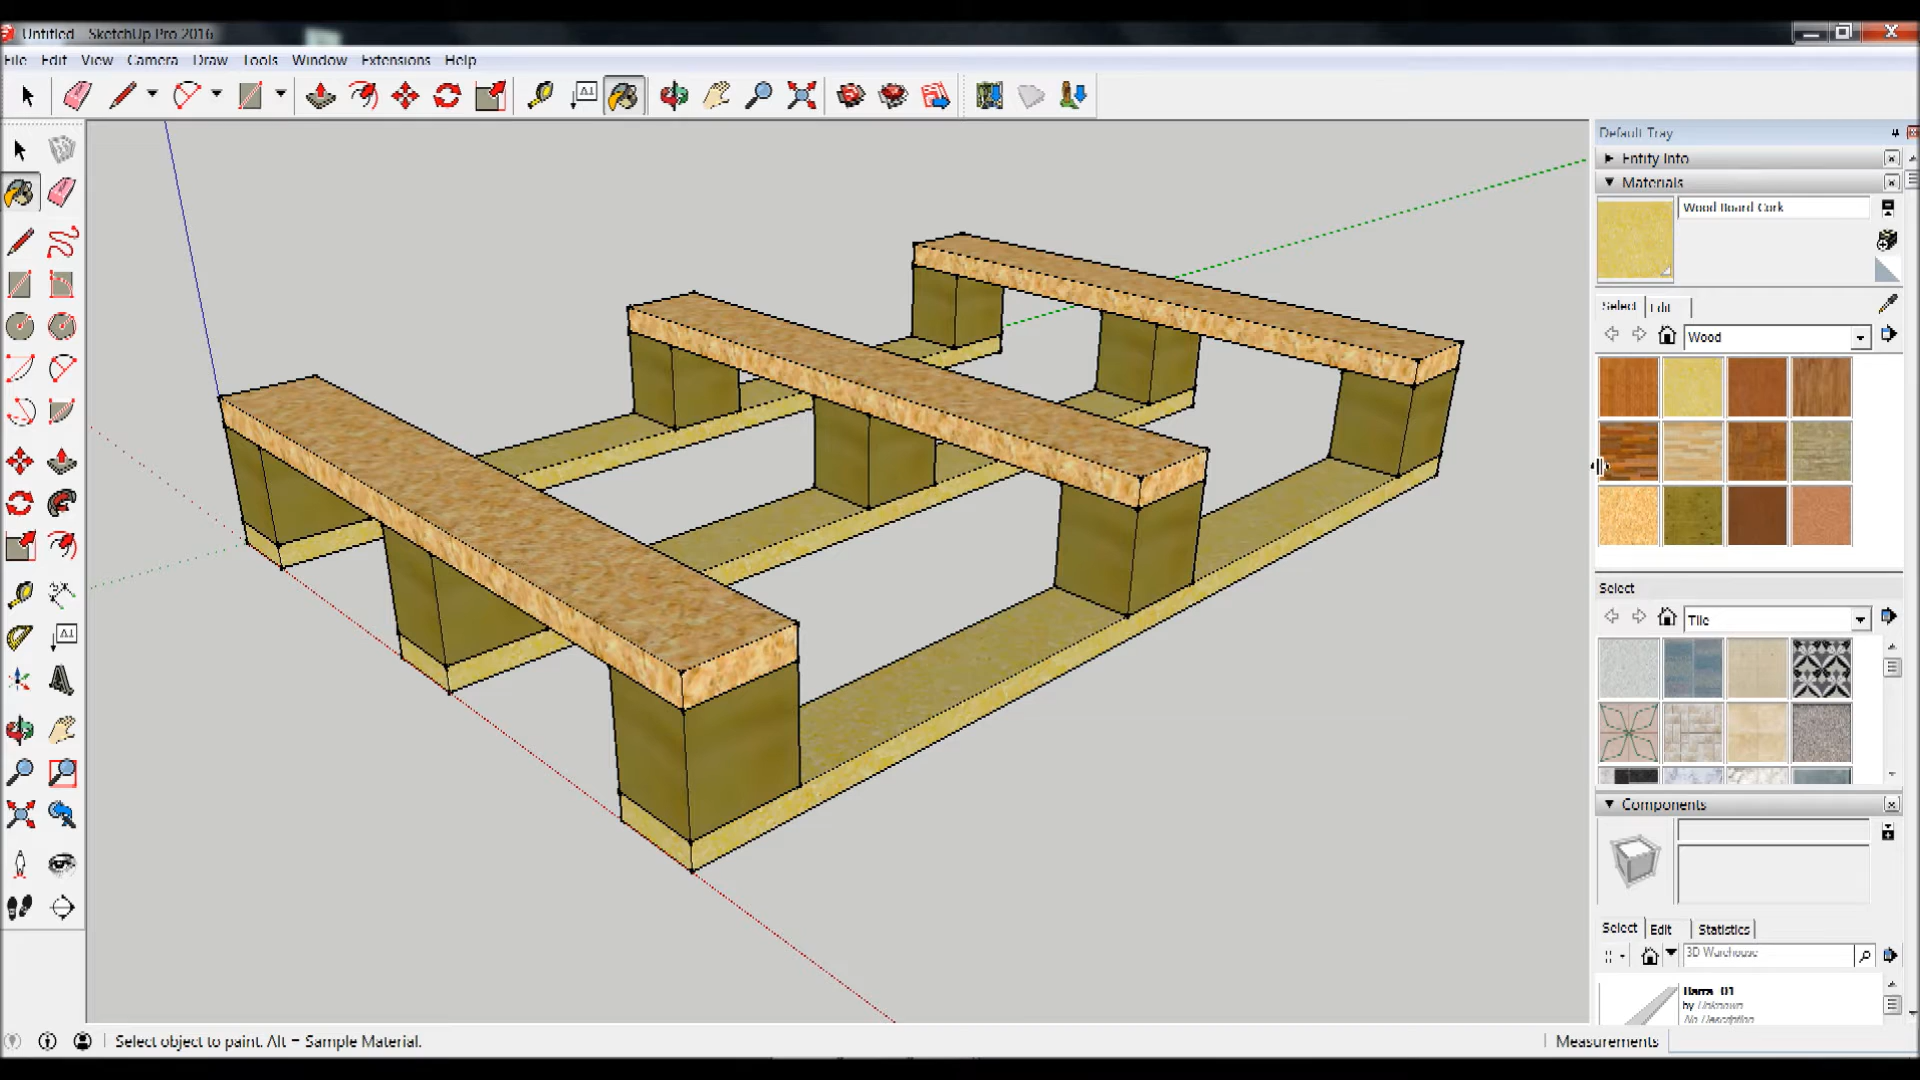 Untitled - SketchUp Pro 2016
File Edit View Camera Draw Tools Window Extensions Help
Default Tray
Entity Info
Materials
Wood Board Cork
Select Edit
Wood
Select
Tile
Components
Select Edit Statistics
3D Warehouse
Barra_01
by Unknown
No Description
Select object to paint. Alt = Sample Material.
Measurements